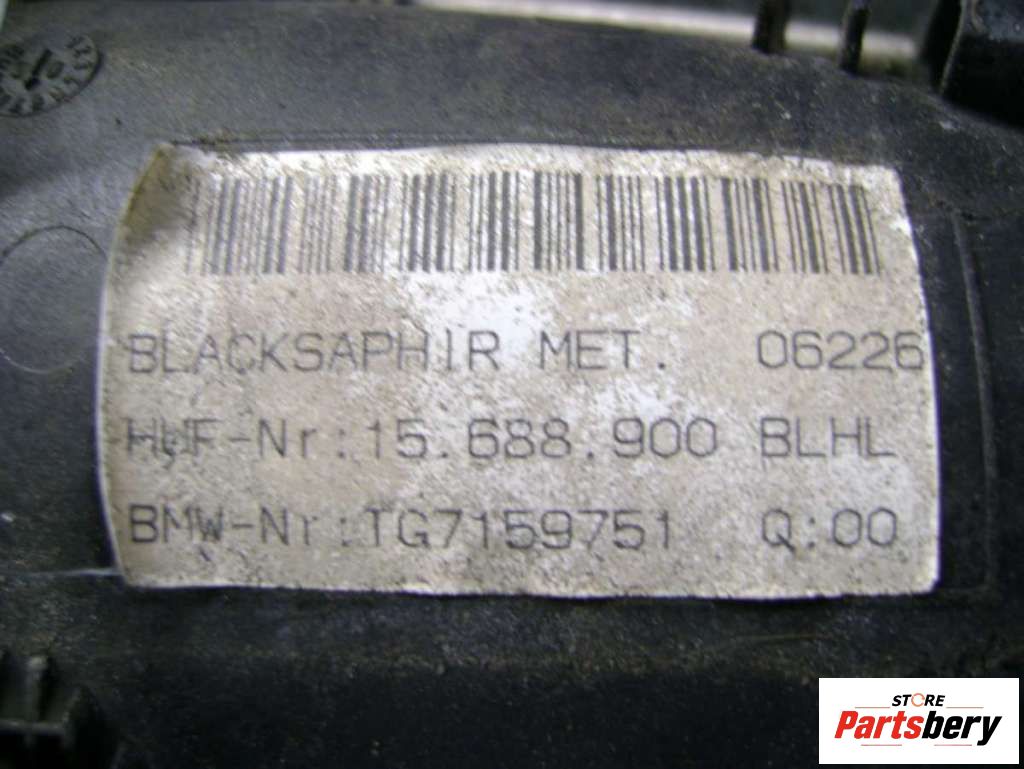 BLACKSAPHIR MET. 06226
HUF-Nr:15.688.900 BLHL
BMW-Nr:TG7159751 Q:00
STORE
Partsbery